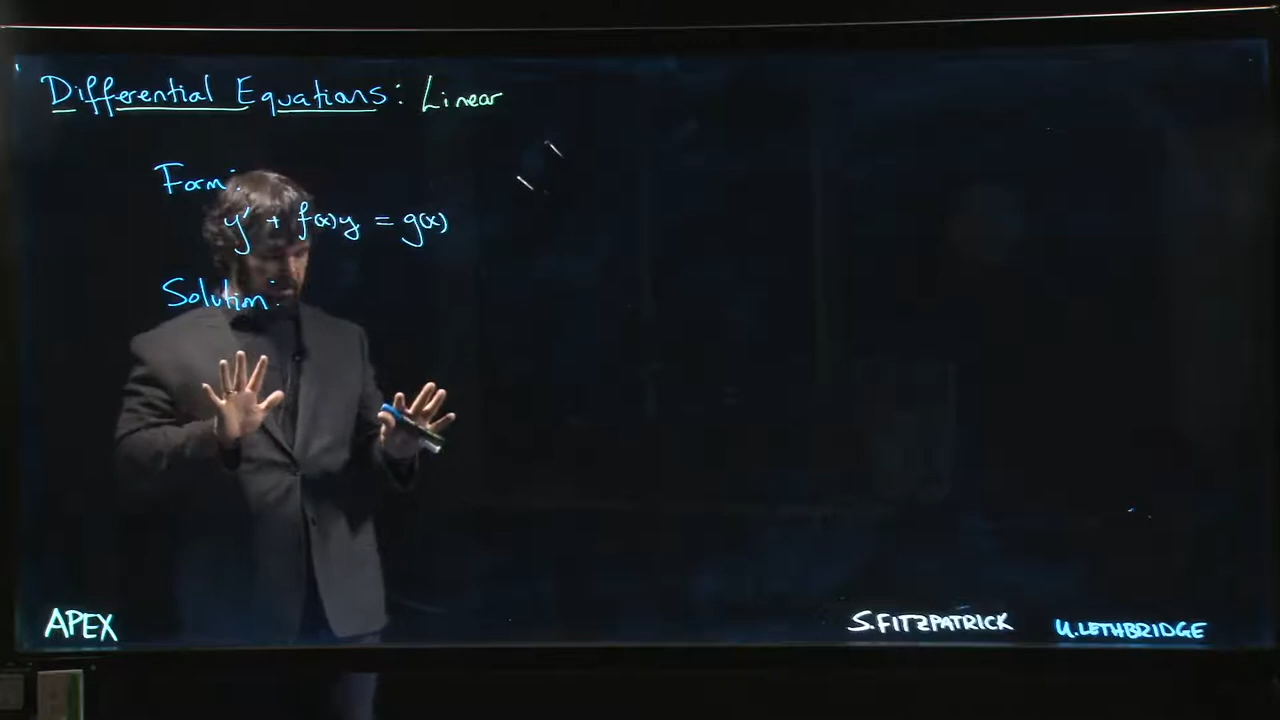 Differential Equations: Linear
Form:
y' + f(x)y = g(x)
Solution:
APEX
S.FITZPATRICK
U.LETHBRIDGE